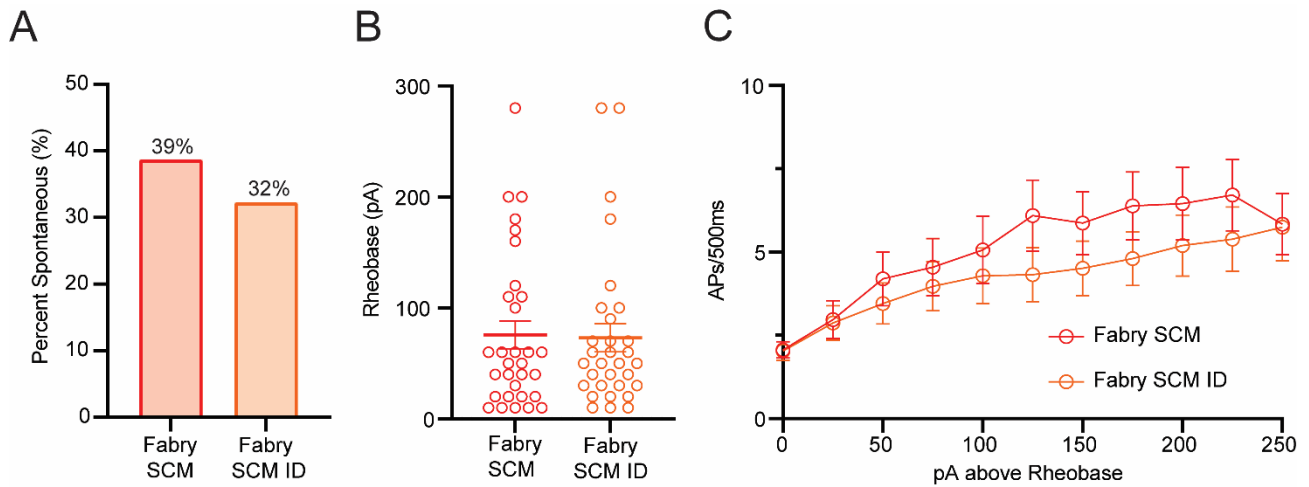 A
Percent Spontaneous (%)
50
40
30
20
10
0
39%
32%
Fabry
SCM
Fabry
SCM ID
B
Rheobase (pA)
300
200
100
0
Fabry
SCM
Fabry
SCM ID
C
APs/500ms
10
5
0
Fabry SCM
Fabry SCM ID
0
50
100
150
200
250
pA above Rheobase